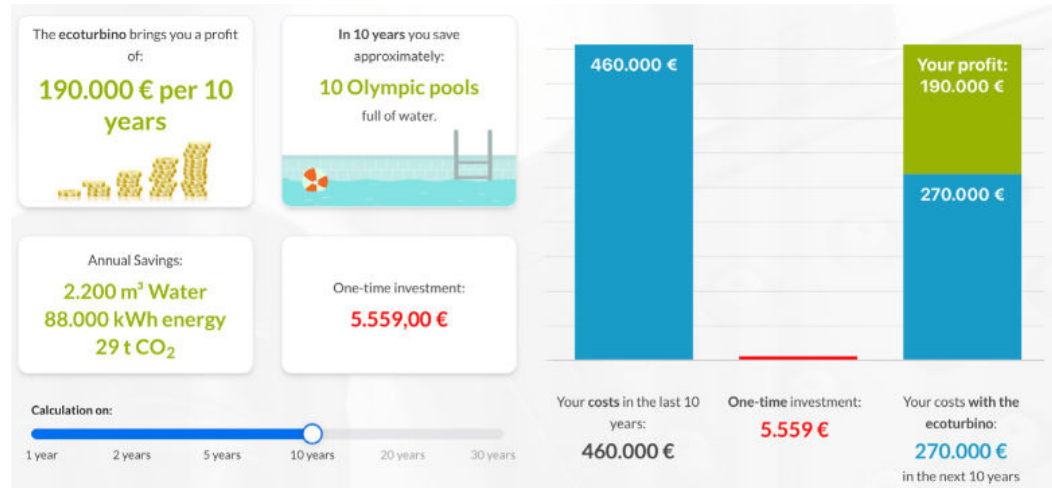 The ecoturbino brings you a profit
of:
190.000 € per 10
years
In 10 years you save
approximately:
10 Olympic pools
full of water.
Annual Savings:
2.200 m³ Water
88.000 kWh energy
29 t CO₂
One-time investment:
5.559,00 €
Calculation on:
1 year 2 years 5 years 10 years 20 years 30 years
460.000 €
Your profit:
190.000 €
270.000 €
Your costs in the last 10
years:
460.000 €
One-time investment:
5.559 €
Your costs with the
ecoturbino:
270.000 €
in the next 10 years